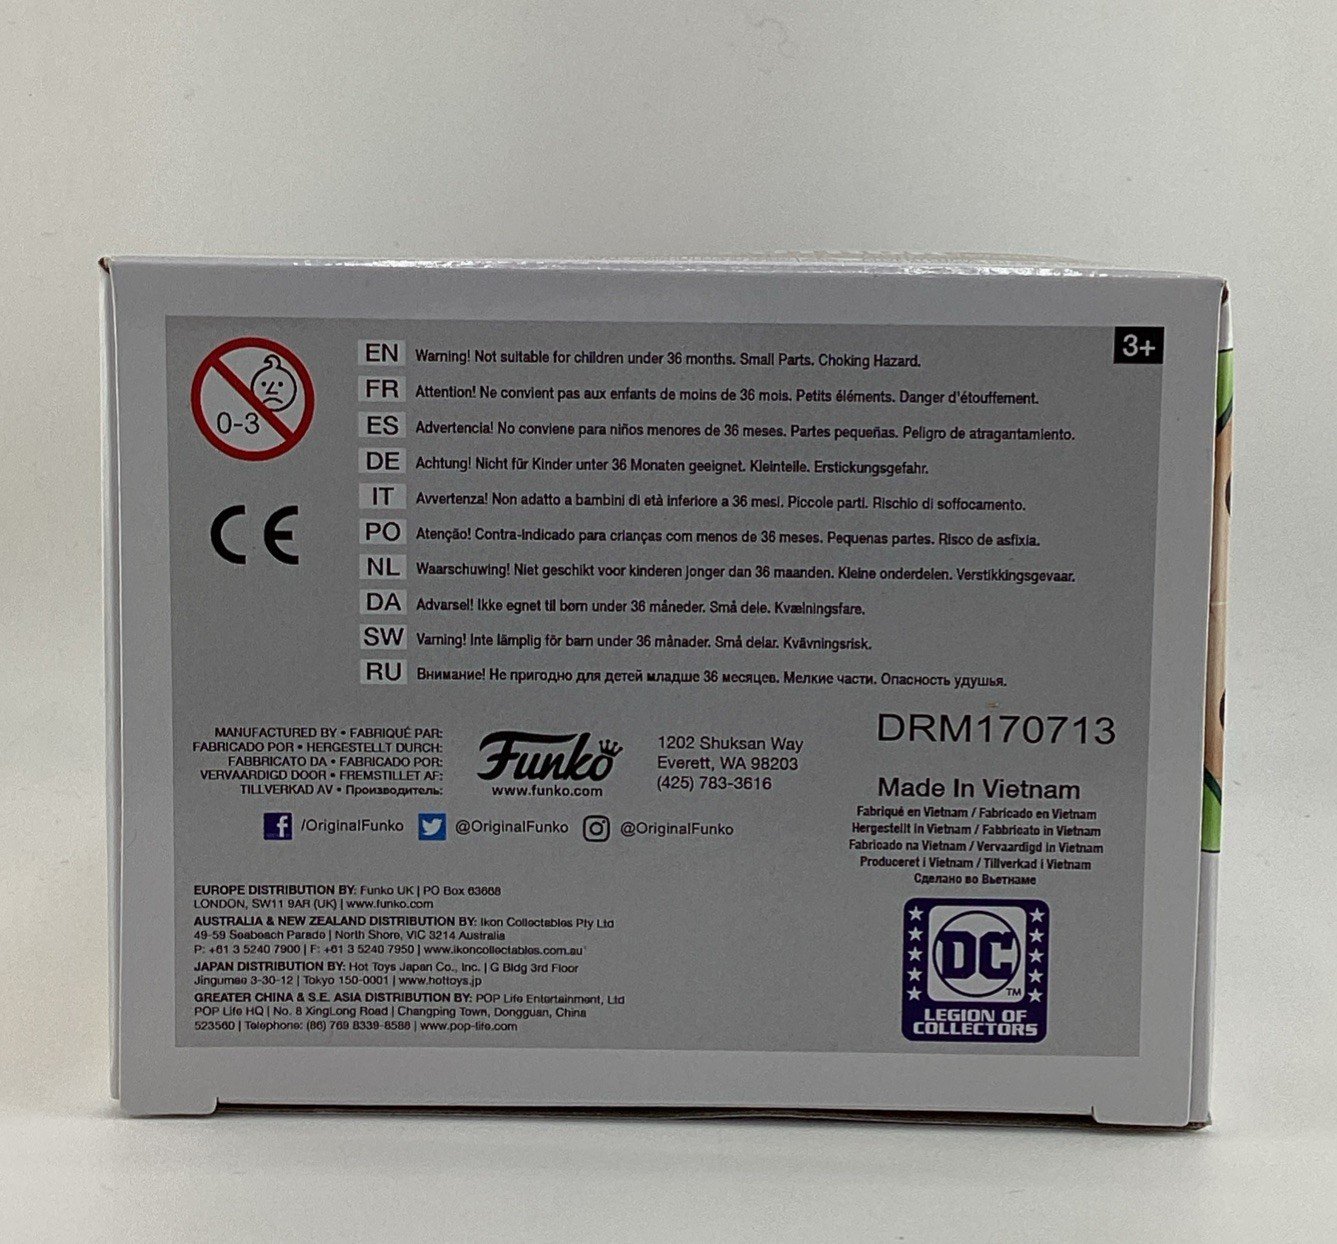 3+
0-3
CE
EN Warning! Not suitable for children under 36 months. Small Parts. Choking Hazard.
FR Attention! Ne convient pas aux enfants de moins de 36 mois. Petits éléments. Danger d'étouffement.
ES Advertencia! No conviene para niños menores de 36 meses. Partes pequeñas. Peligro de atragantamiento.
DE Achtung! Nicht für Kinder unter 36 Monaten geeignet. Kleinteile. Erstickungsgefahr.
IT Avvertenza! Non adatto a bambini di età inferiore a 36 mesi. Piccole parti. Rischio di soffocamento.
PO Atenção! Contra-indicado para crianças com menos de 36 meses. Pequenas partes. Risco de asfixia.
NL Waarschuwing! Niet geschikt voor kinderen jonger dan 36 maanden. Kleine onderdelen. Verstikkingsgevaar.
DA Advarsel! Ikke egnet til børn under 36 måneder. Små dele. Kvælningsfare.
SW Varning! Inte lämplig för barn under 36 månader. Små delar. Kvävningsrisk.
RU Внимание! Не пригодно для детей младше 36 месяцев. Мелкие части. Опасность удушья.
MANUFACTURED BY • FABRIQUÉ PAR:
FABRICADO POR • HERGESTELLT DURCH:
FABBRICATO DA • FABRICADO POR:
VERVAARDIGD DOOR • FREMSTILLET AF:
TILLVERKAD AV • Производитель:
Funko
www.funko.com
1202 Shuksan Way
Everett, WA 98203
(425) 783-3616
/OriginalFunko @OriginalFunko @OriginalFunko
DRM170713
Made In Vietnam
Fabriqué en Vietnam / Fabricado en Vietnam
Hergestellt in Vietnam / Fabbricato in Vietnam
Fabricado na Vietnam / Vervaardigd in Vietnam
Produceret i Vietnam / Tillverkad i Vietnam
Сделано во Вьетнаме
EUROPE DISTRIBUTION BY: Funko UK | PO Box 63668
LONDON, SW11 9AR (UK) | www.funko.com
AUSTRALIA & NEW ZEALAND DISTRIBUTION BY: Ikon Collectables Pty Ltd
49-59 Seabeach Parade | North Shore, VIC 3214 Australia
P: +61 3 5240 7900 | F: +61 3 5240 7950 | www.ikoncollectables.com.au
JAPAN DISTRIBUTION BY: Hot Toys Japan Co., Inc. | G Bldg 3rd Floor
Jingumae 3-30-12 | Tokyo 150-0001 | www.hottoys.jp
GREATER CHINA & S.E. ASIA DISTRIBUTION BY: POP Life Entertainment, Ltd
POP Life HQ | No. 8 XingLong Road | Changping Town, Dongguan, China
523560 | Telephone: (86) 769 8339-8588 | www.pop-life.com
DC
TM
LEGION OF
COLLECTORS